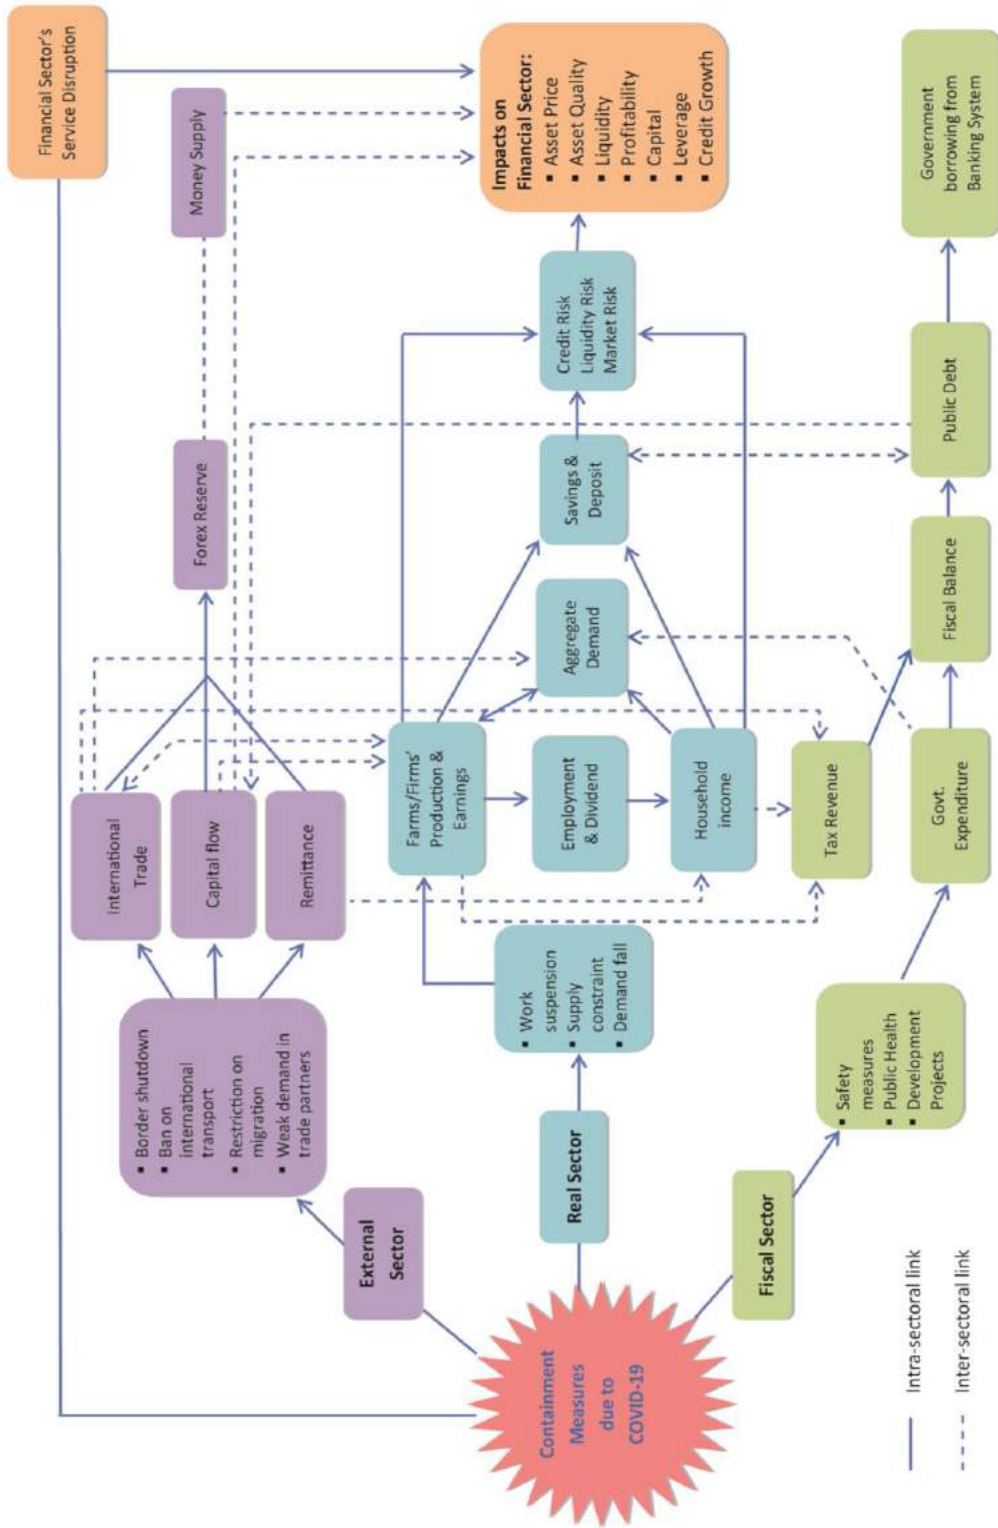 Financial Sector's
Service Disruption
Money Supply
Impacts on
Financial Sector:
▪ Asset Price
▪ Asset Quality
▪ Liquidity
▪ Profitability
▪ Capital
▪ Leverage
▪ Credit Growth
Forex Reserve
International
Trade
Capital flow
Remittance
▪ Border shutdown
▪ Ban on
international
transport
▪ Restriction on
migration
▪ Weak demand in
trade partners
External
Sector
Containment
Measures
due to
COVID-19
Real Sector
▪ Work
suspension
▪ Supply
constraint
▪ Demand fall
Farms/Firms'
Production &
Earnings
Employment
& Dividend
Household
income
Aggregate
Demand
Savings &
Deposit
Credit Risk
Liquidity Risk
Market Risk
Fiscal Sector
▪ Safety
measures
▪ Public Health
▪ Development
Projects
Tax Revenue
Govt.
Expenditure
Fiscal Balance
Public Debt
Government
borrowing from
Banking System
Intra-sectoral link
Inter-sectoral link